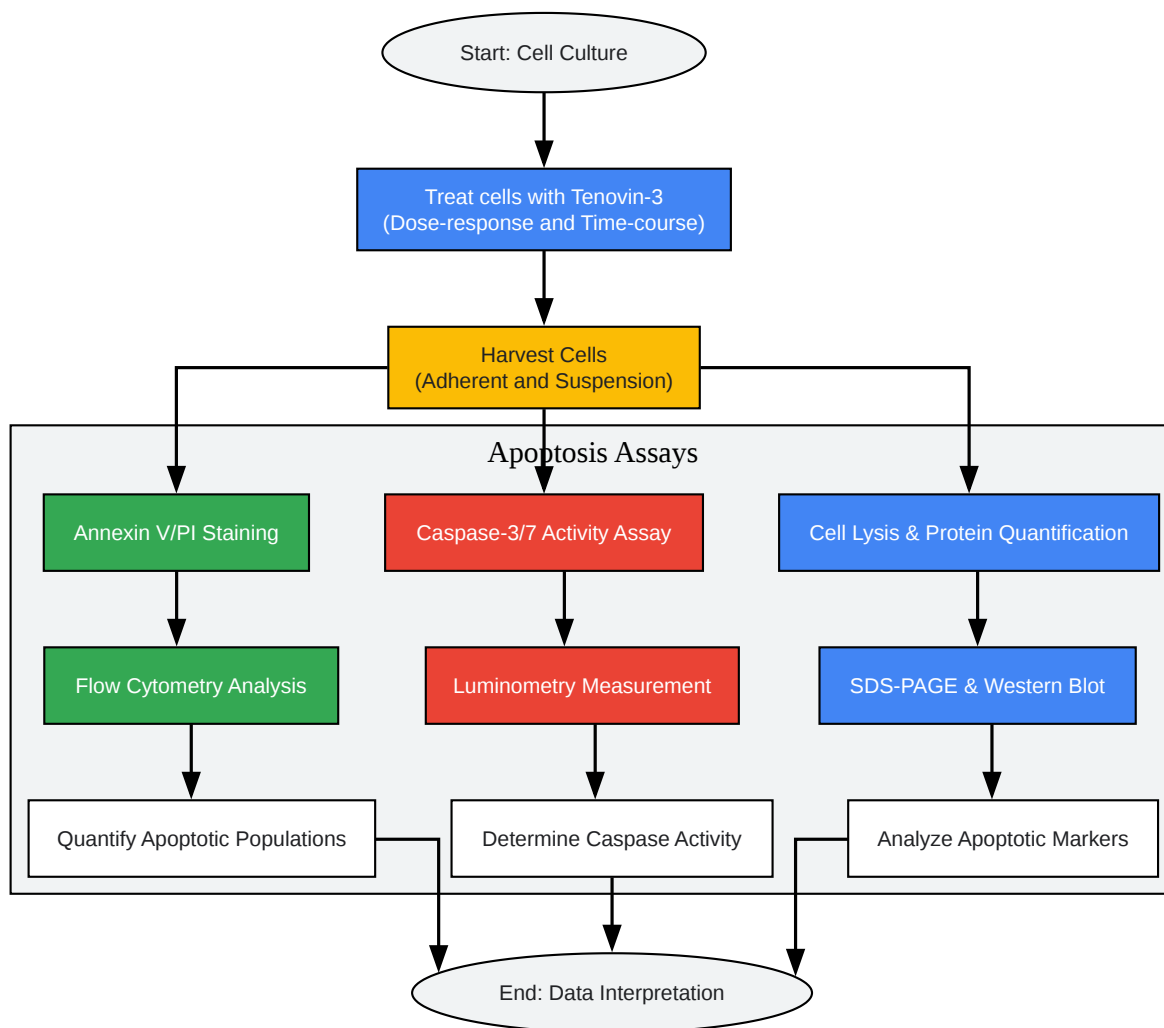 Start: Cell Culture
Treat cells with Tenovin-3
(Dose-response and Time-course)
Harvest Cells
(Adherent and Suspension)
Apoptosis Assays
Annexin V/PI Staining
Caspase-3/7 Activity Assay
Cell Lysis & Protein Quantification
Flow Cytometry Analysis
Luminometry Measurement
SDS-PAGE & Western Blot
Quantify Apoptotic Populations
Determine Caspase Activity
Analyze Apoptotic Markers
End: Data Interpretation